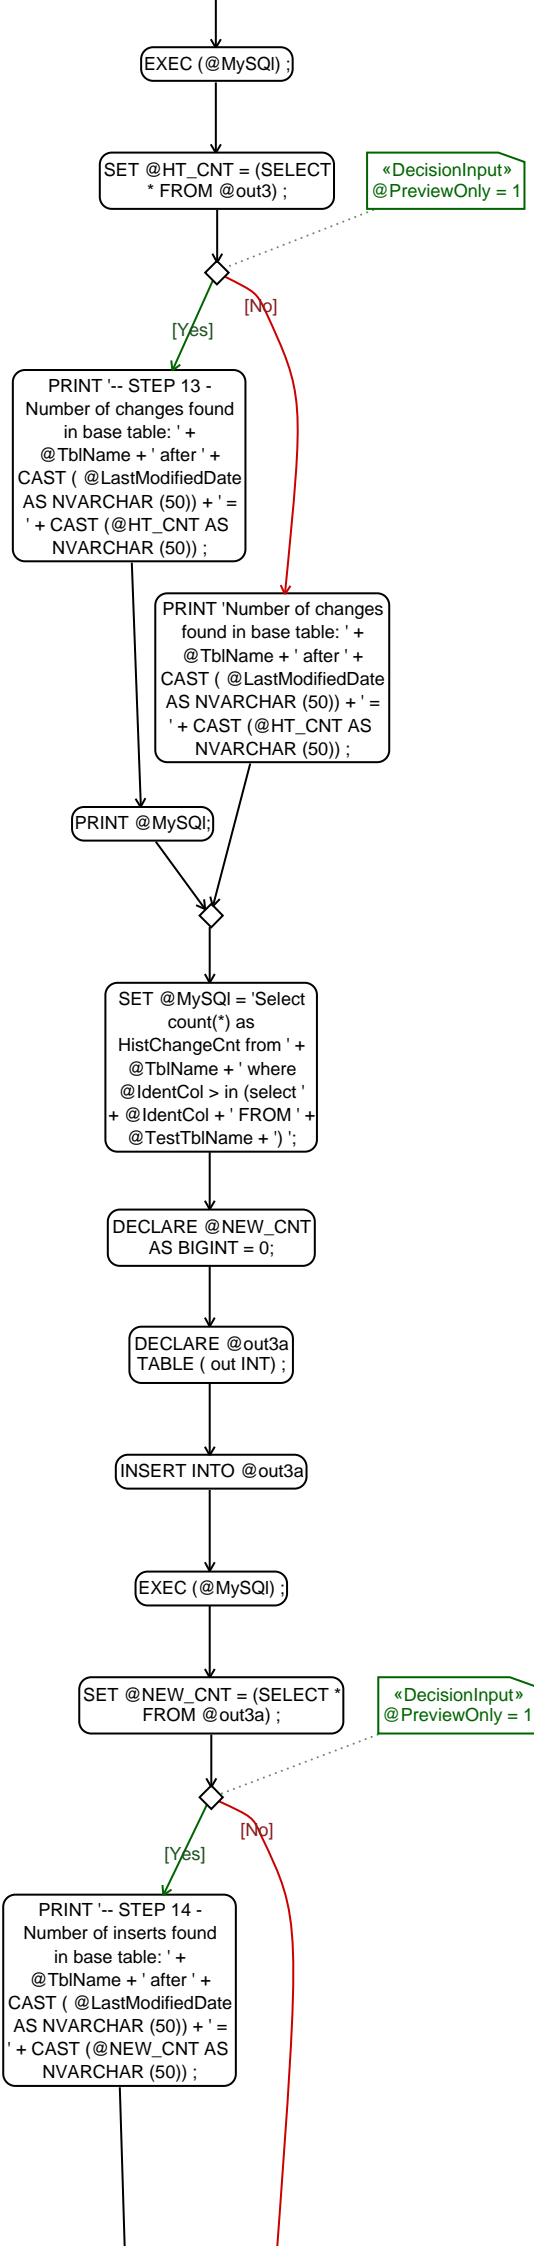 EXEC (@MySQl) ;
SET @HT_CNT = (SELECT
* FROM @out3) ;
«DecisionInput»
@PreviewOnly = 1
[No]
[Yes]
PRINT '-- STEP 13 -
Number of changes found
in base table: ' +
@TblName + ' after ' +
CAST ( @LastModifiedDate
AS NVARCHAR (50)) + ' =
' + CAST (@HT_CNT AS
NVARCHAR (50)) ;
PRINT 'Number of changes
found in base table: ' +
@TblName + ' after ' +
CAST ( @LastModifiedDate
AS NVARCHAR (50)) + ' =
' + CAST (@HT_CNT AS
NVARCHAR (50)) ;
PRINT @MySQl;
SET @MySQl = 'Select
count(*) as
HistChangeCnt from ' +
@TblName + ' where
@IdentCol > in (select '
+ @IdentCol + ' FROM ' +
@TestTblName + ') ';
DECLARE @NEW_CNT
AS BIGINT = 0;
DECLARE @out3a
TABLE ( out INT) ;
INSERT INTO @out3a
EXEC (@MySQl) ;
SET @NEW_CNT = (SELECT *
FROM @out3a) ;
«DecisionInput»
@PreviewOnly = 1
[No]
[Yes]
PRINT '-- STEP 14 -
Number of inserts found
in base table: ' +
@TblName + ' after ' +
CAST ( @LastModifiedDate
AS NVARCHAR (50)) + ' =
' + CAST (@NEW_CNT AS
NVARCHAR (50)) ;